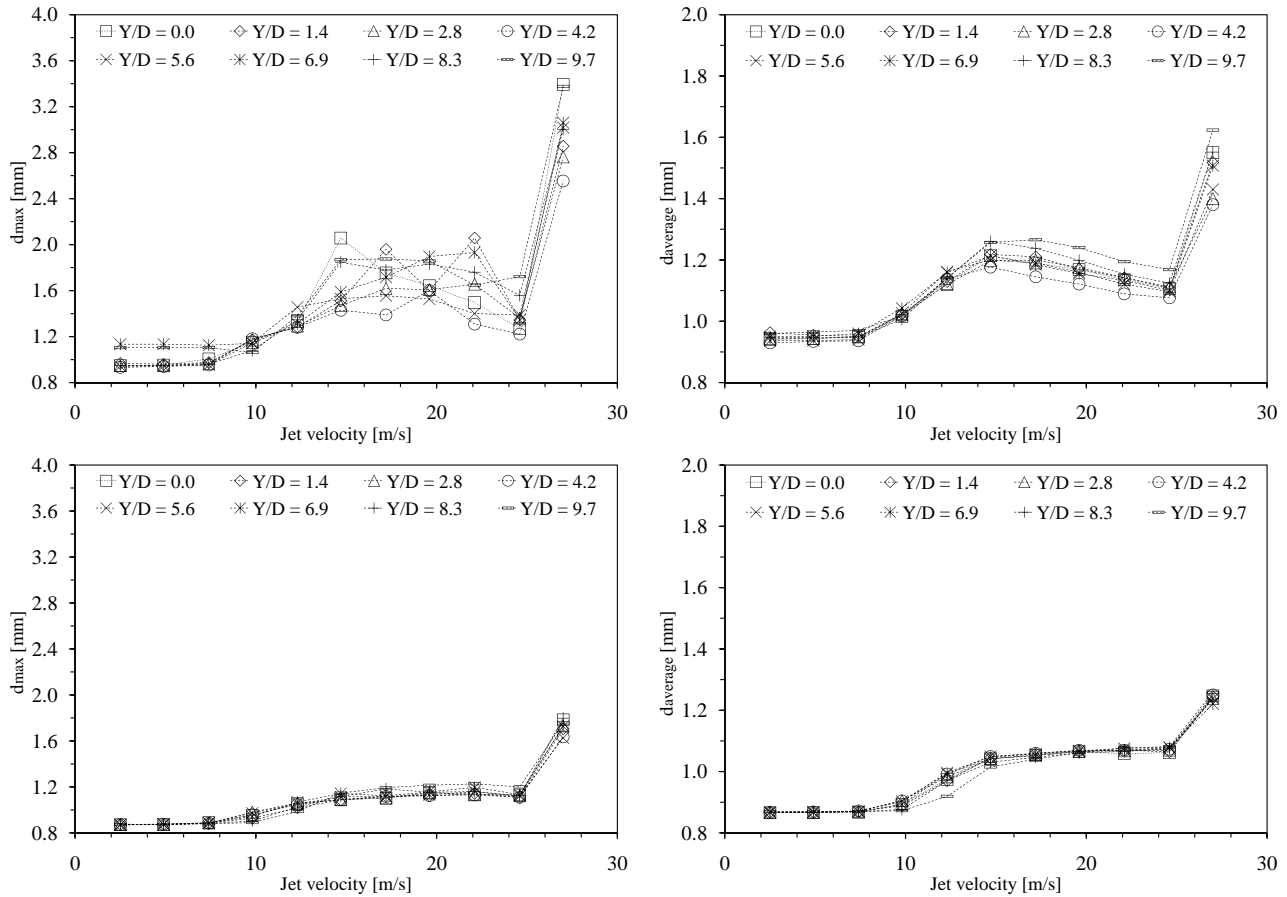 4.0
3.6
3.2
2.8
2.4
2.0
1.6
1.2
0.8
dmax [mm]
Y/D = 0.0 Y/D = 1.4 Y/D = 2.8 Y/D = 4.2
Y/D = 5.6 Y/D = 6.9 Y/D = 8.3 Y/D = 9.7
0 10 20 30
Jet velocity [m/s]
2.0
1.8
1.6
1.4
1.2
1.0
0.8
daverage [mm]
Y/D = 0.0 Y/D = 1.4 Y/D = 2.8 Y/D = 4.2
Y/D = 5.6 Y/D = 6.9 Y/D = 8.3 Y/D = 9.7
0 10 20 30
Jet velocity [m/s]
4.0
3.6
3.2
2.8
2.4
2.0
1.6
1.2
0.8
dmax [mm]
Y/D = 0.0 Y/D = 1.4 Y/D = 2.8 Y/D = 4.2
Y/D = 5.6 Y/D = 6.9 Y/D = 8.3 Y/D = 9.7
0 10 20 30
Jet velocity [m/s]
2.0
1.8
1.6
1.4
1.2
1.0
0.8
daverage [mm]
Y/D = 0.0 Y/D = 1.4 Y/D = 2.8 Y/D = 4.2
Y/D = 5.6 Y/D = 6.9 Y/D = 8.3 Y/D = 9.7
0 10 20 30
Jet velocity [m/s]